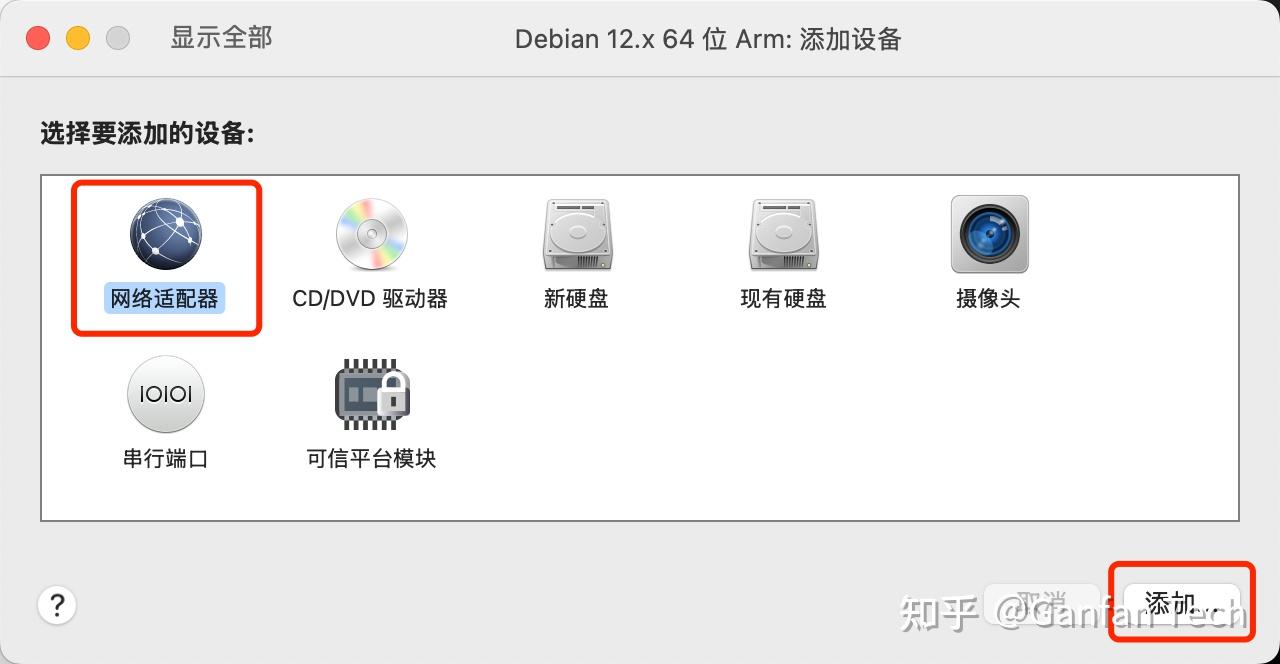 显示全部
Debian 12.x 64 位 Arm: 添加设备
选择要添加的设备:
网络适配器
CD/DVD 驱动器
新硬盘
现有硬盘
摄像头
IOIOI
串行端口
可信平台模块
?
取消
添加...
知乎 @Ganfan Tech